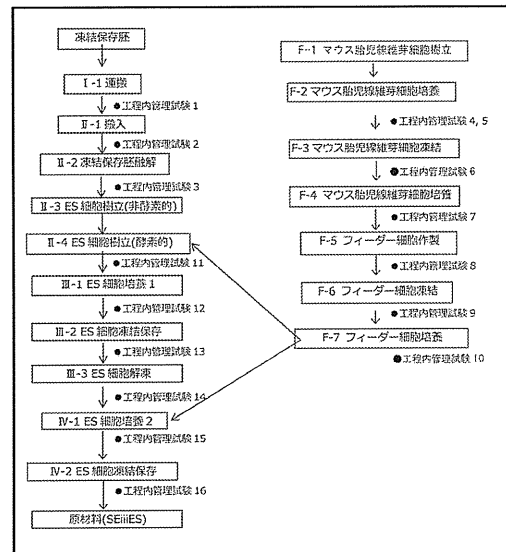 凍結保存胚
Ⅰ-1 運搬
●工程内管理試験 1
Ⅱ-1 搬入
●工程内管理試験 2
Ⅱ-2 凍結保存胚融解
●工程内管理試験 3
Ⅱ-3 ES 細胞樹立(非酵素的)
Ⅱ-4 ES 細胞樹立(酵素的)
●工程内管理試験 11
Ⅲ-1 ES 細胞培養 1
●工程内管理試験 12
Ⅲ-2 ES 細胞凍結保存
●工程内管理試験 13
Ⅲ-3 ES 細胞解凍
●工程内管理試験 14
Ⅳ-1 ES 細胞培養 2
●工程内管理試験 15
Ⅳ-2 ES 細胞凍結保存
●工程内管理試験 16
原材料(SEiiiES)
F-1 マウス胎児線維芽細胞樹立
F-2 マウス胎児線維芽細胞培養
●工程内管理試験 4, 5
F-3 マウス胎児線維芽細胞凍結
●工程内管理試験 6
F-4 マウス胎児線維芽細胞培養
●工程内管理試験 7
F-5 フィーダー細胞作製
●工程内管理試験 8
F-6 フィーダー細胞凍結
●工程内管理試験 9
F-7 フィーダー細胞培養
●工程内管理試験 10